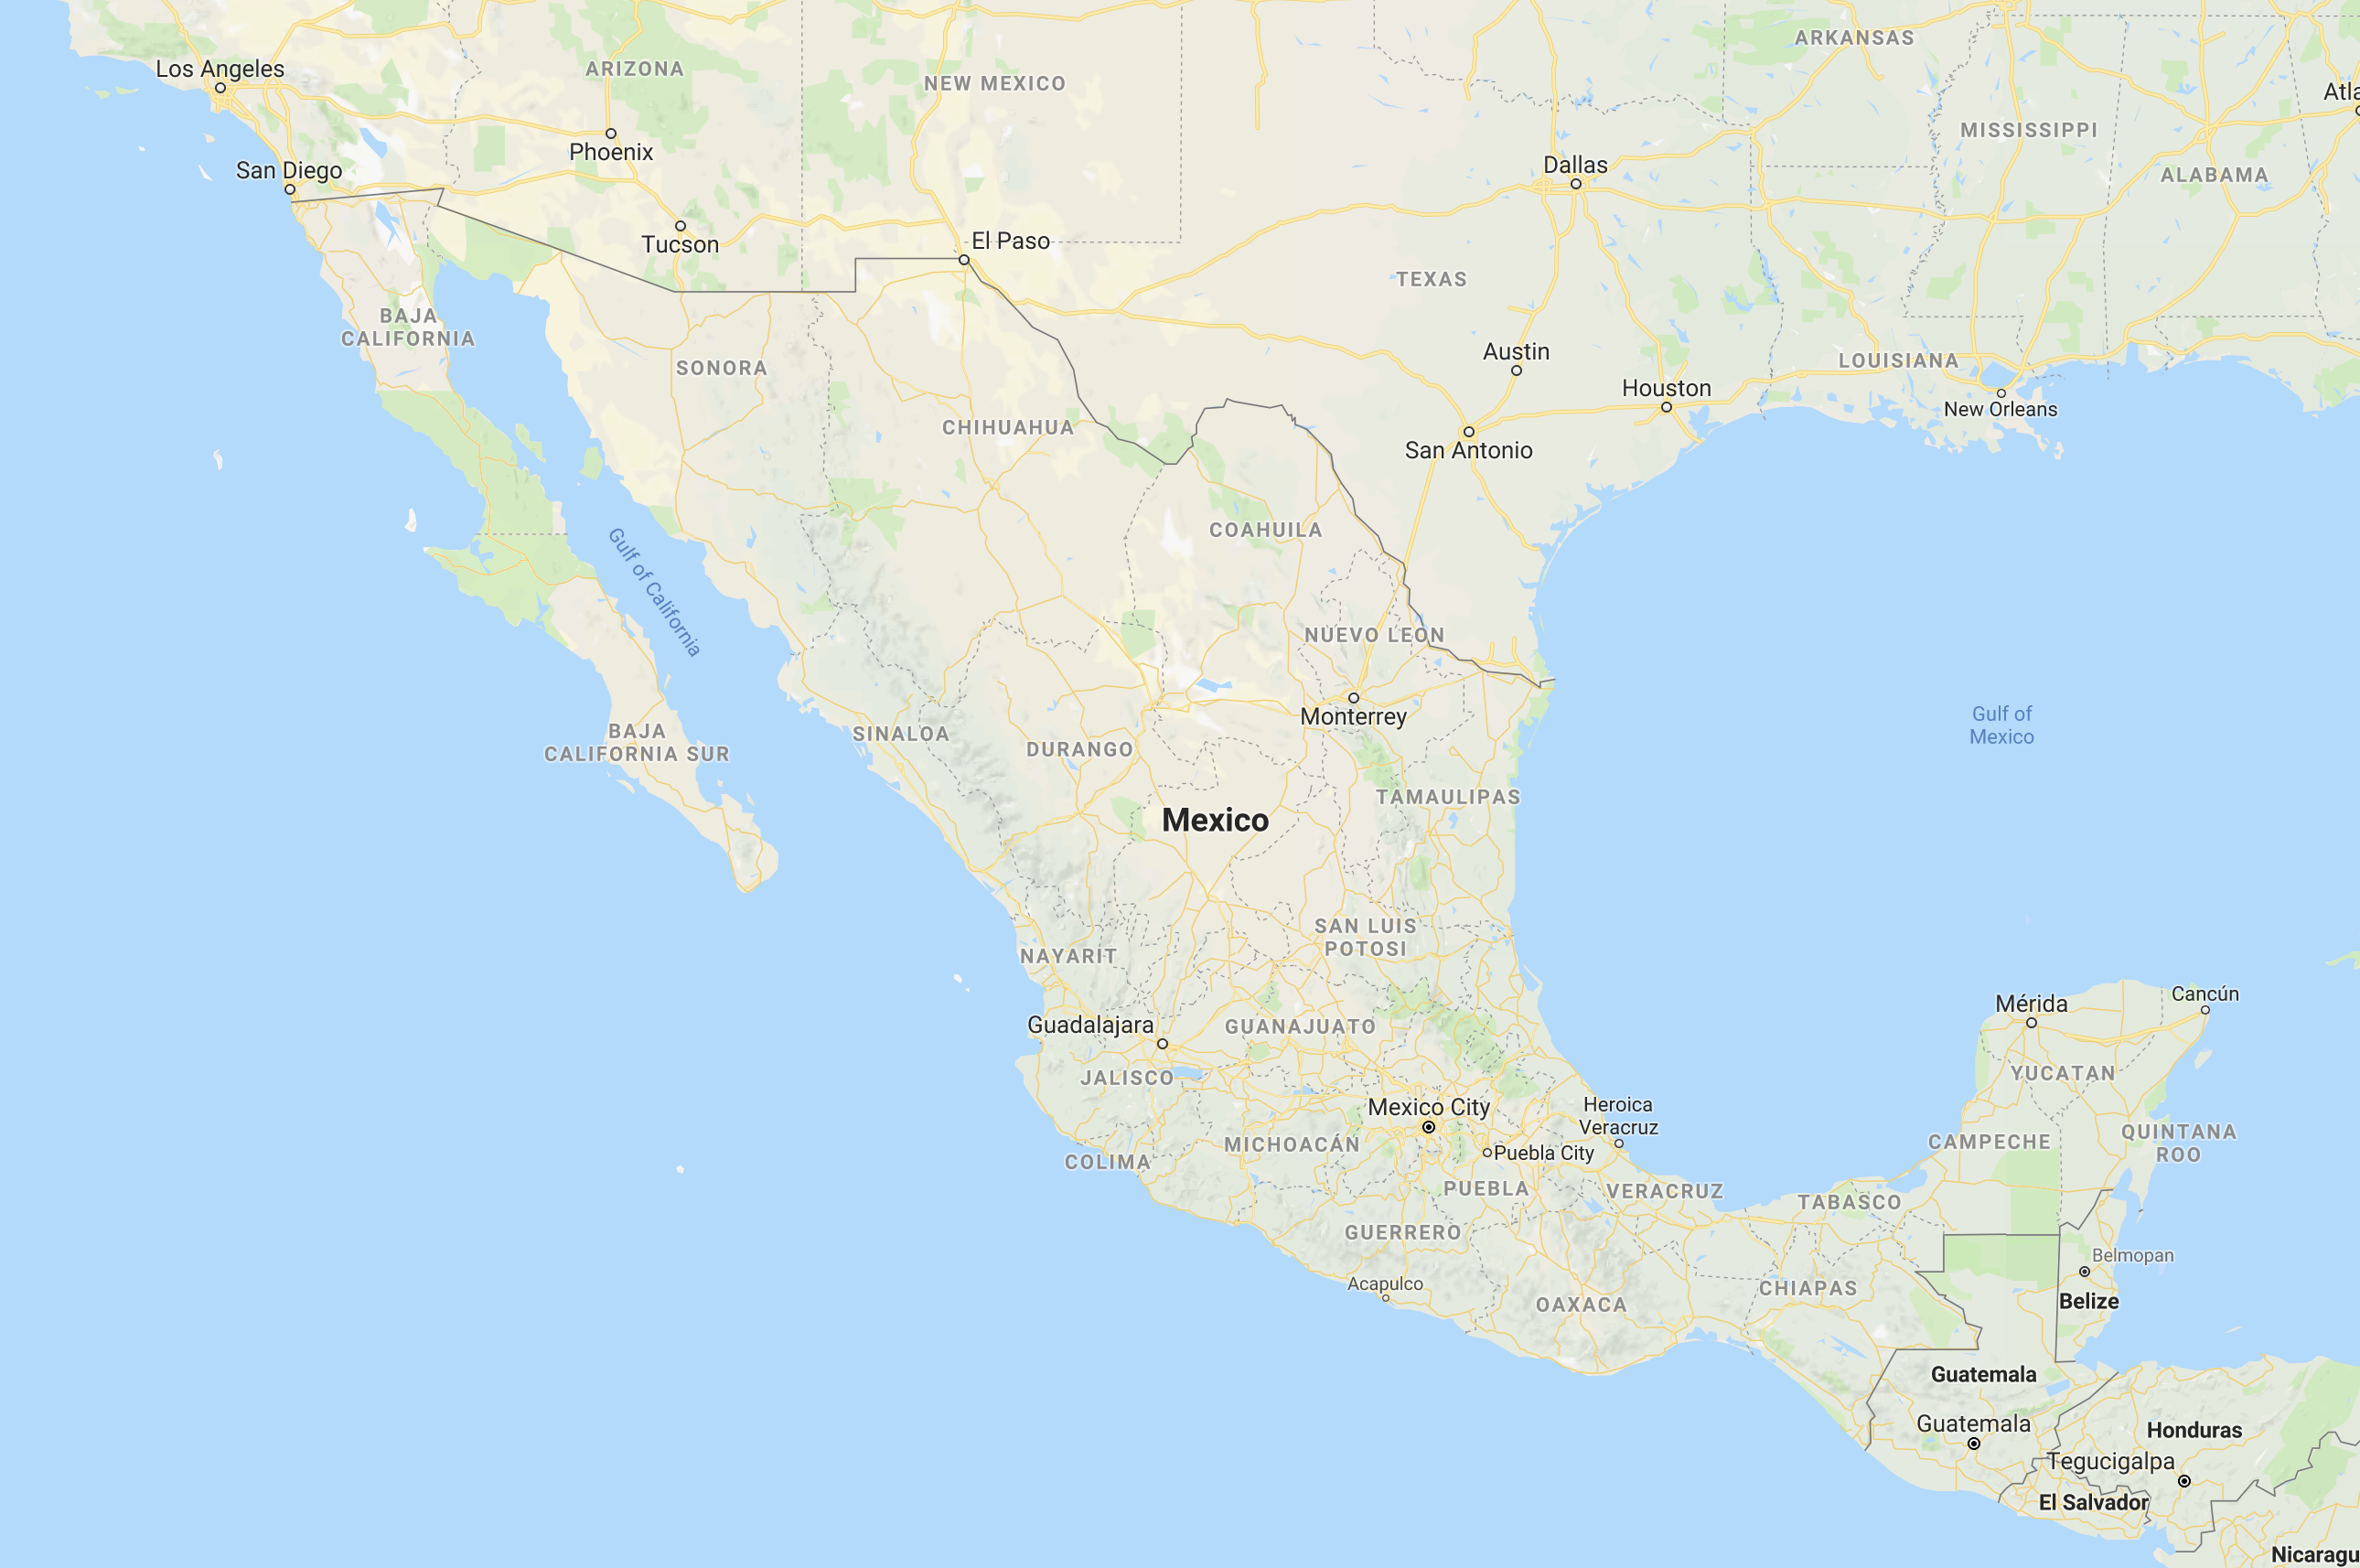 ARKANSAS
Los Angeles
ARIZONA
NEW MEXICO
Atla
MISSISSIPPI
Phoenix
San Diego
Dallas
ALABAMA
Tucson
El Paso
TEXAS
BAJA
CALIFORNIA
SONORA
Austin
LOUISIANA
Houston
New Orleans
CHIHUAHUA
San Antonio
COAHUILA
Gulf of California
NUEVO LEON
Monterrey
Gulf of
Mexico
BAJA
CALIFORNIA SUR
SINALOA
DURANGO
TAMAULIPAS
Mexico
SAN LUIS
POTOSI
NAYARIT
Cancún
Mérida
Guadalajara
GUANAJUATO
JALISCO
YUCATAN
Mexico City
Heroica
Veracruz
MICHOACÁN
Puebla City
CAMPECHE
QUINTANA
ROO
COLIMA
PUEBLA
VERACRUZ
TABASCO
GUERRERO
Belmopan
Acapulco
CHIAPAS
OAXACA
Belize
Guatemala
Guatemala
Honduras
Tegucigalpa
El Salvador
Nicaragu